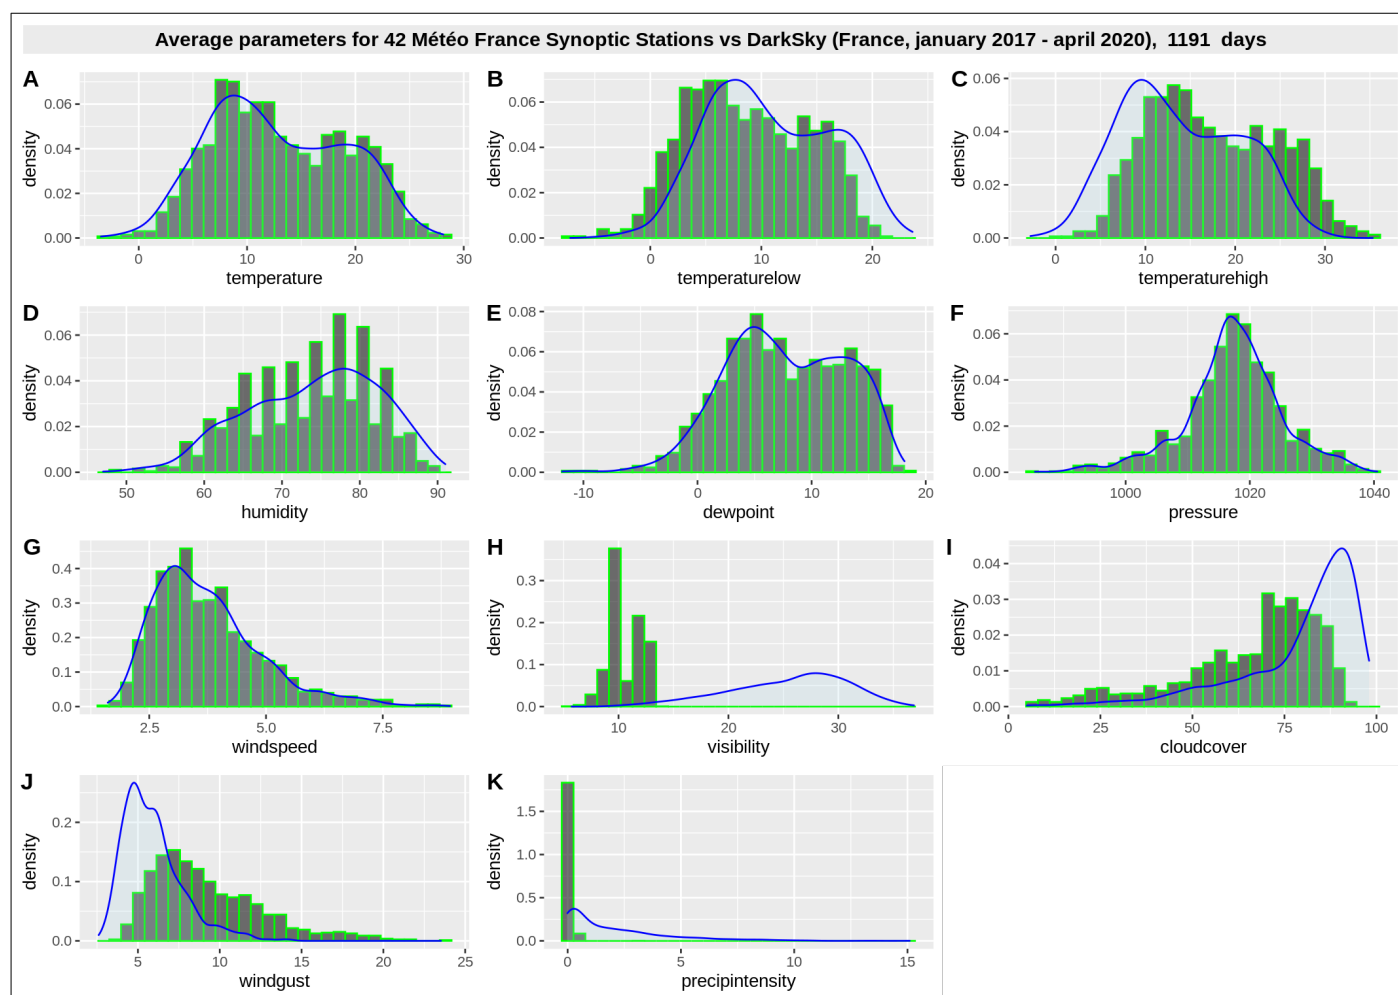 Average parameters for 42 Météo France Synoptic Stations vs DarkSky (France, january 2017 - april 2020),  1191  days
A
density
0.06
0.04
0.02
0.00
0 10 20 30
temperature
B
density
0.06
0.04
0.02
0.00
0 10 20
temperaturelow
C
density
0.06
0.04
0.02
0.00
0 10 20 30
temperaturehigh
D
density
0.06
0.04
0.02
0.00
50 60 70 80 90
humidity
E
density
0.08
0.06
0.04
0.02
0.00
-10 0 10 20
dewpoint
F
density
0.06
0.04
0.02
0.00
1000 1020 1040
pressure
G
density
0.4
0.3
0.2
0.1
0.0
2.5 5.0 7.5
windspeed
H
density
0.3
0.2
0.1
0.0
10 20 30
visibility
I
density
0.04
0.03
0.02
0.01
0.00
0 25 50 75 100
cloudcover
J
density
0.2
0.1
0.0
5 10 15 20 25
windgust
K
density
1.5
1.0
0.5
0.0
0 5 10 15
precipintensity